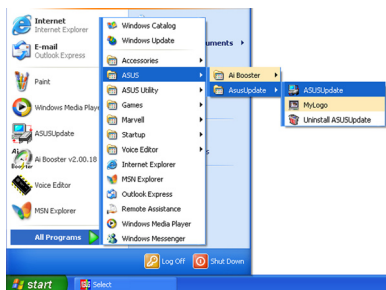 Internet
Internet Explorer
E-mail
Outlook Express
Paint
Windows Media Playe
ASUSUpdate
Ai Booster v2.00.18
Voice Editor
MSN Explorer
All Programs
Windows Catalog
Windows Update
Accessories
ASUS
ASUS Utility
Games
Marvell
Startup
Voice Editor
Internet Explorer
MSN Explorer
Outlook Express
Remote Assistance
Windows Media Player
Windows Messenger
uments
s
Ai Booster
AsusUpdate
ASUSUpdate
MyLogo
Uninstall ASUSUpdate
Log Off
Shut Down
start
Select